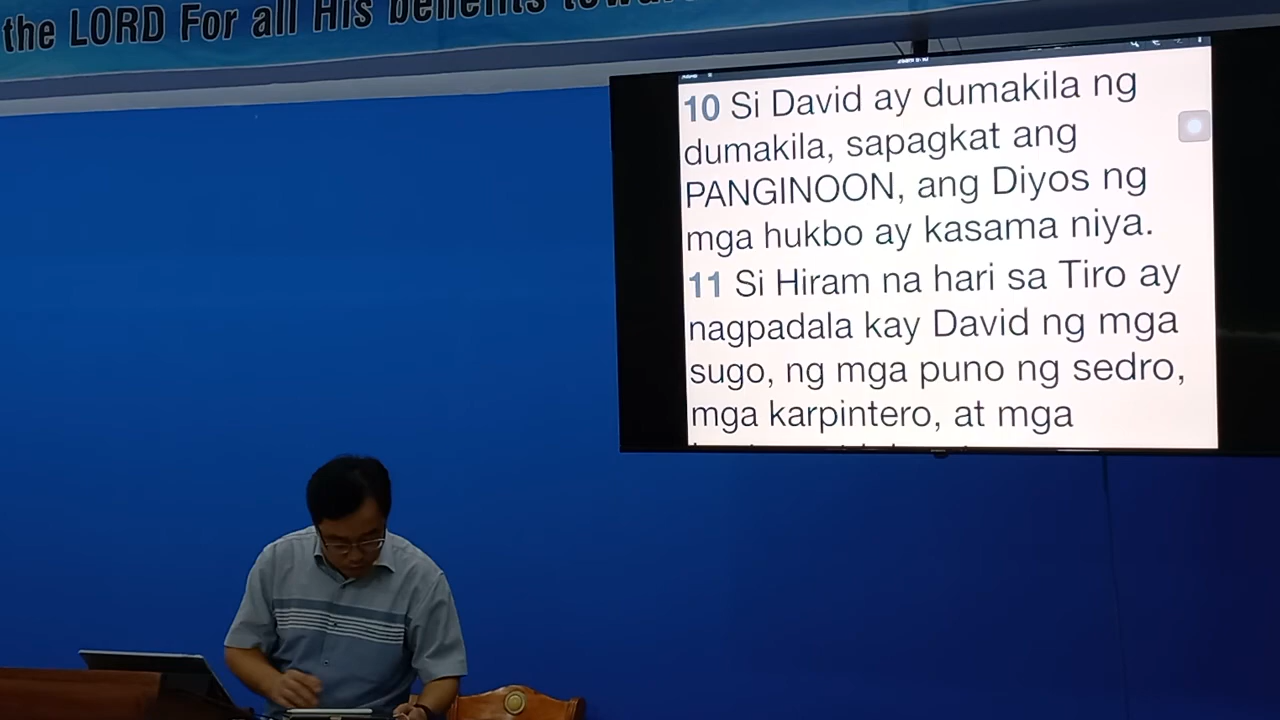 the LORD For all His benefits
10 Si David ay dumakila ng
dumakila, sapagkat ang
PANGINOON, ang Diyos ng
mga hukbo ay kasama niya.
11 Si Hiram na hari sa Tiro ay
nagpadala kay David ng mga
sugo, ng mga puno ng sedro,
mga karpintero, at mga